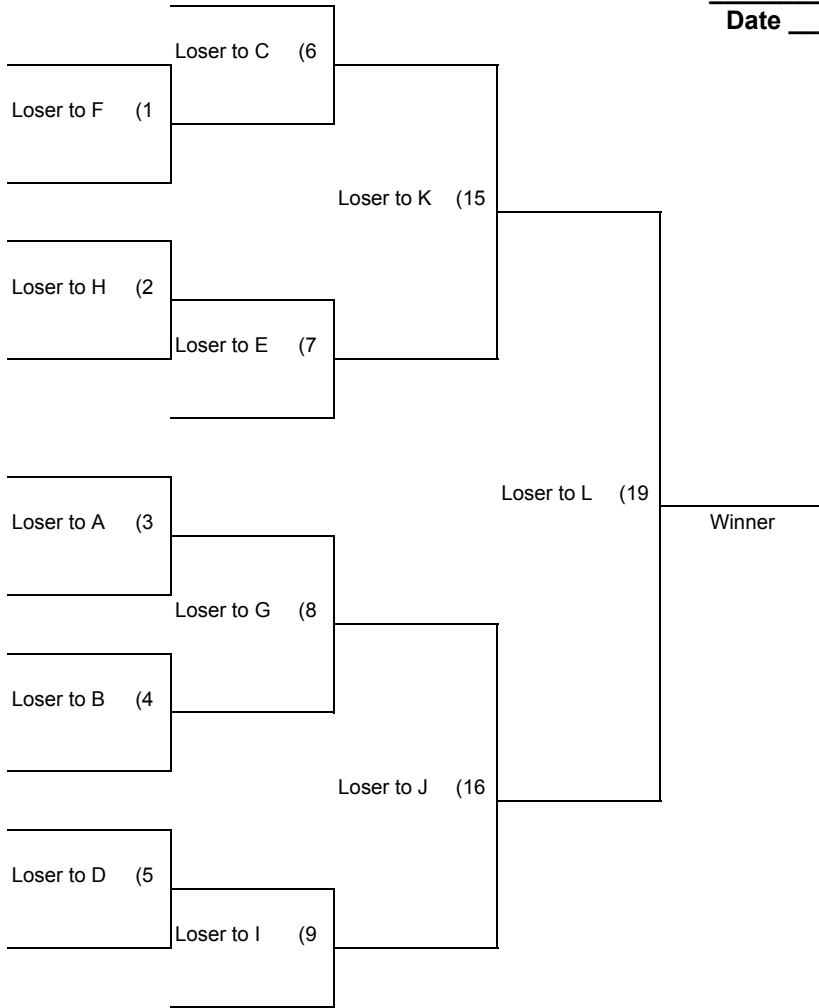 Date __
Loser to C (6
Loser to F (1
Loser to K (15
Loser to H (2
Loser to E (7
Loser to A (3
Loser to L (19
Winner
Loser to G (8
Loser to B (4
Loser to J (16
Loser to D (5
Loser to I (9